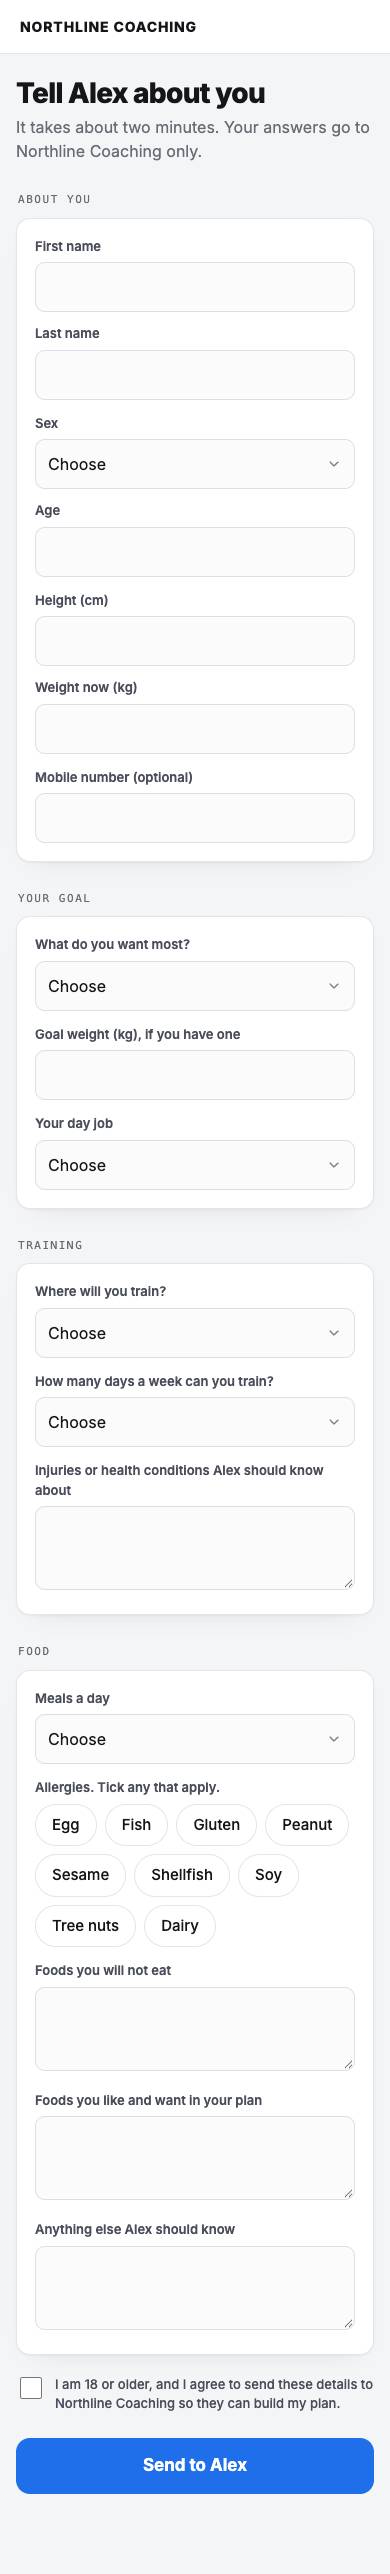 NORTHLINE COACHING
Tell Alex about you
It takes about two minutes. Your answers go to
Northline Coaching only.
ABOUT YOU
First name
Last name
Sex
Choose
Age
Height (cm)
Weight now (kg)
Mobile number (optional)
YOUR GOAL
What do you want most?
Choose
Goal weight (kg), if you have one
Your day job
Choose
TRAINING
Where will you train?
Choose
How many days a week can you train?
Choose
Injuries or health conditions Alex should know
about
FOOD
Meals a day
Choose
Allergies. Tick any that apply.
Egg Fish Gluten Peanut
Sesame Shellfish Soy
Tree nuts Dairy
Foods you will not eat
Foods you like and want in your plan
Anything else Alex should know
I am 18 or older, and I agree to send these details to
Northline Coaching so they can build my plan.
Send to Alex